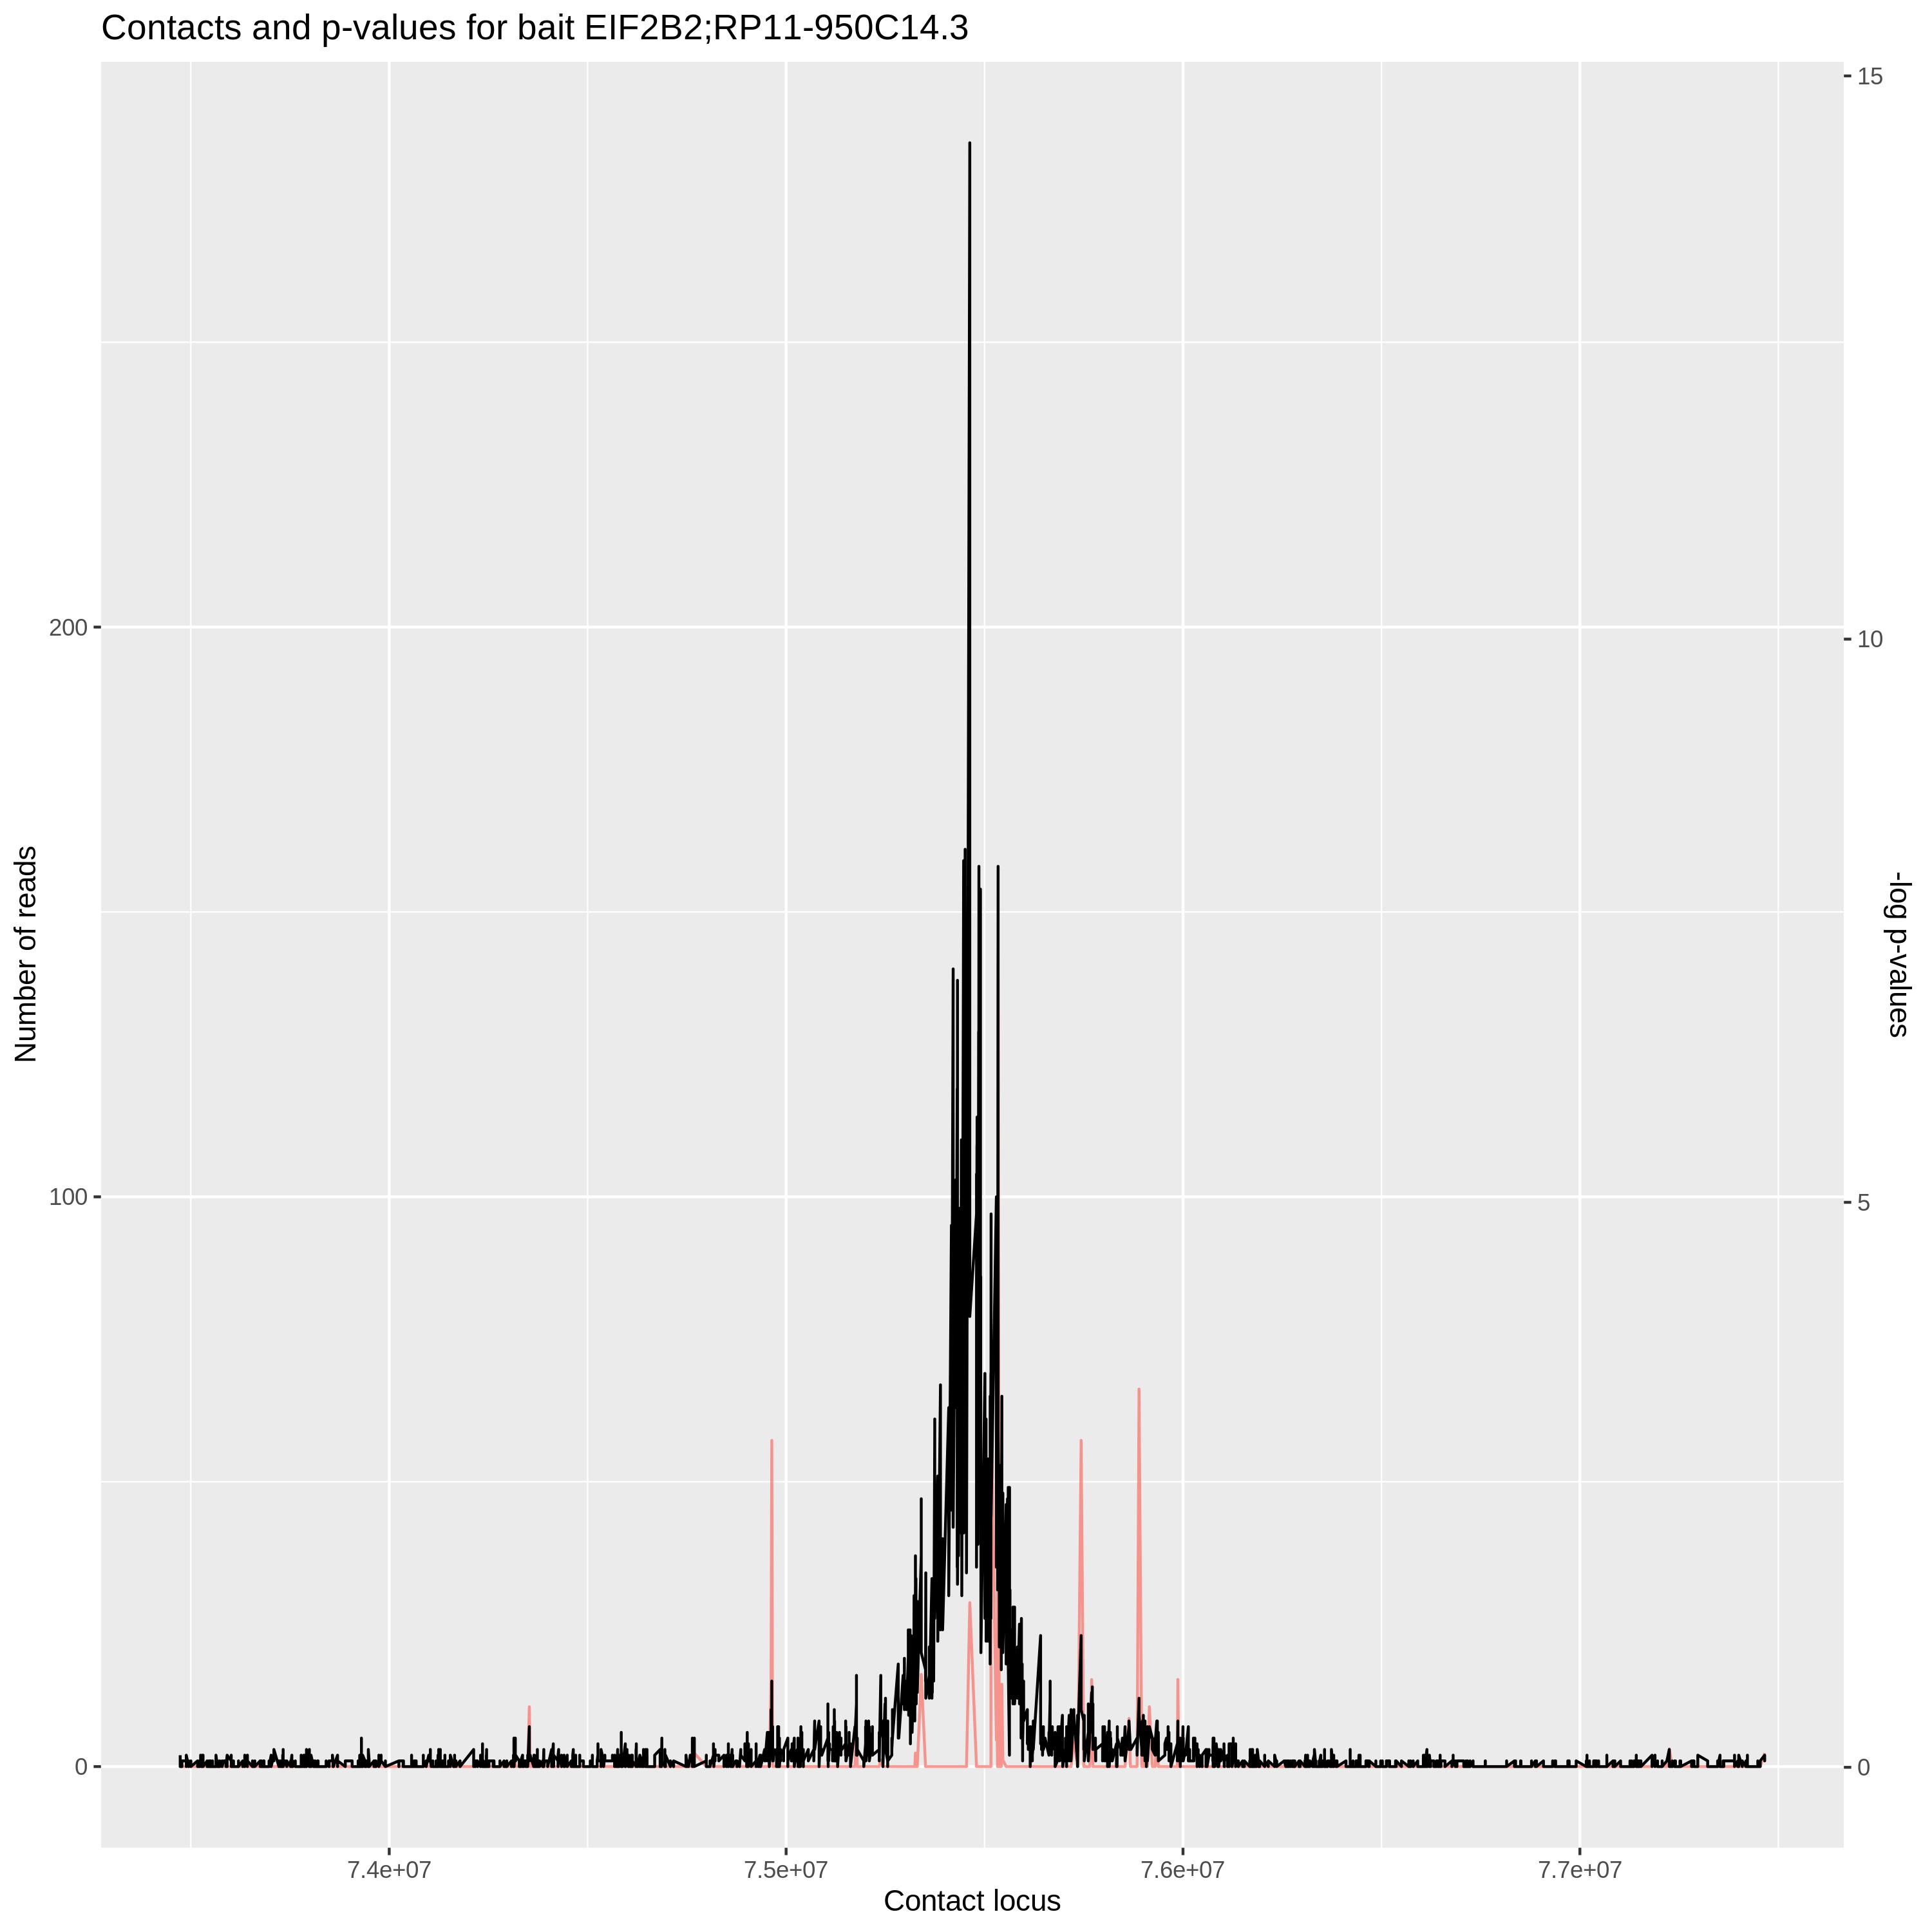 Contacts and p-values for bait EIF2B2;RP11-950C14.3
15
200
10
Number of reads
-log p-values
100
5
0
0
7.4e+07
7.5e+07
7.6e+07
7.7e+07
Contact locus